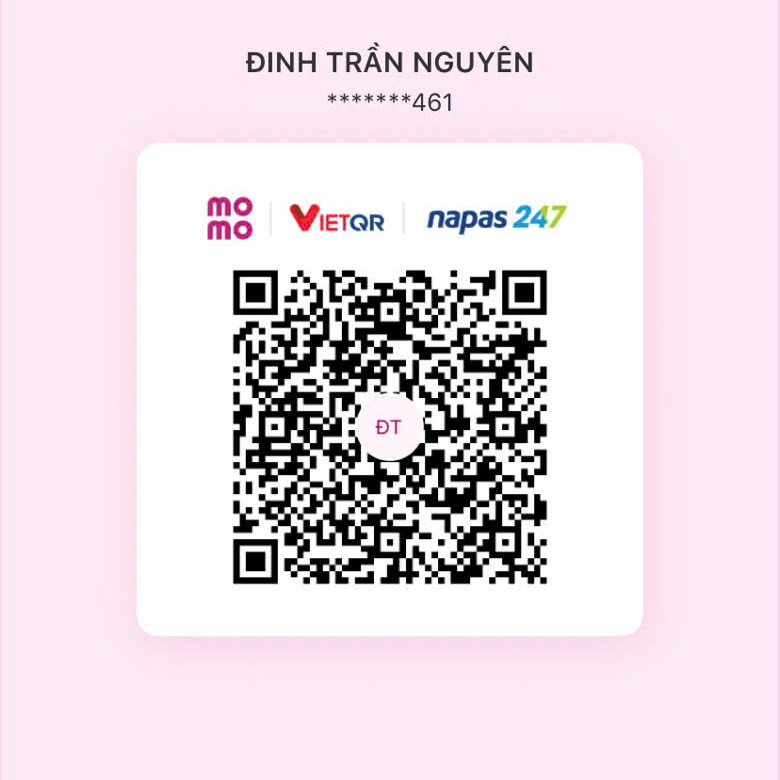 ĐINH TRẦN NGUYÊN
*******461
mo mo | VIETQR | napas 247
ĐT